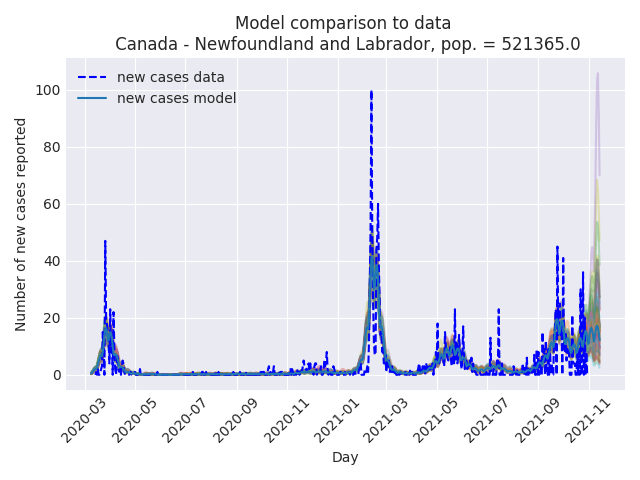 Model comparison to data
Canada - Newfoundland and Labrador, pop. = 521365.0
new cases data
new cases model
Number of new cases reported
100
80
60
40
20
0
2020-03
2020-05
2020-07
2020-09
2020-11
2021-01
2021-03
2021-05
2021-07
2021-09
2021-11
Day